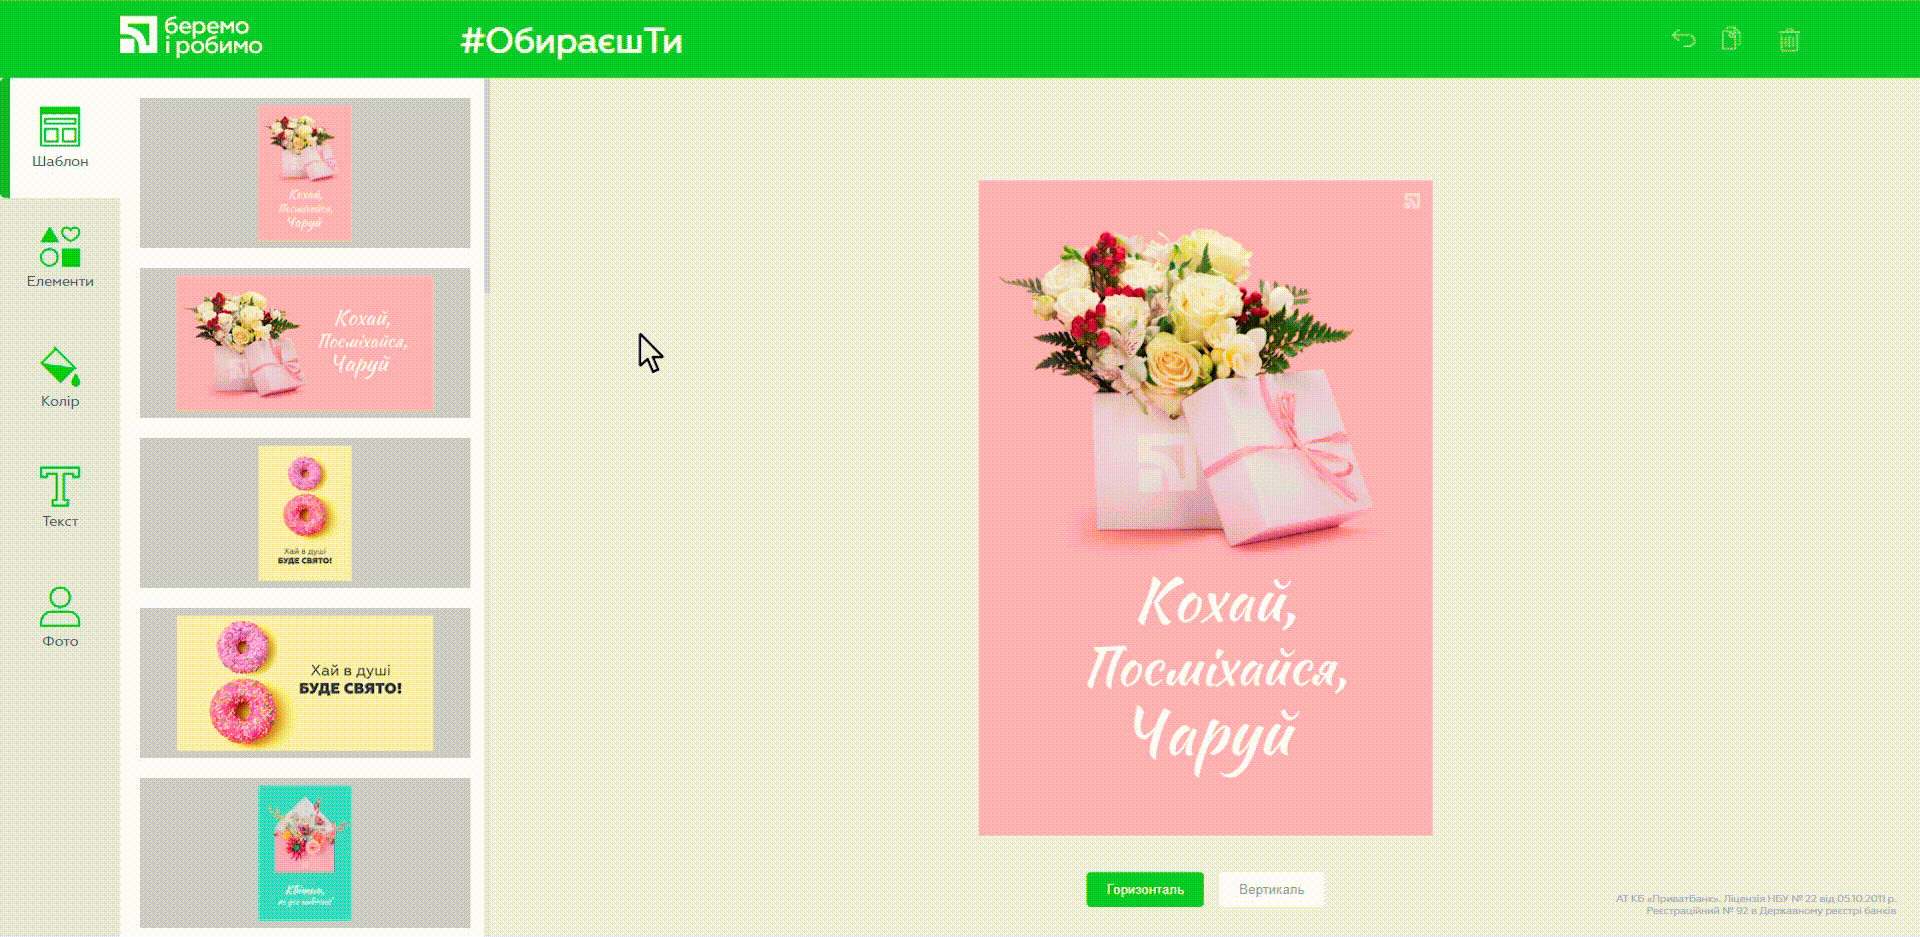 беремо
і робимо
#ОбираєшТи
Шаблон
Елементи
Колір
Текст
Фото
Кохай,
Посміхайся,
Чаруй
Кохай,
Посміхайся,
Чаруй
Хай в душі
БУДЕ СВЯТО!
Хай в душі
БУДЕ СВЯТО!
Кохай,
Посміхайся,
Чаруй
Горизонталь
Вертикаль
АТ КБ «ПриватБанк». Ліцензія НБУ № 22 від 05.10.2011 р.
Реєстраційний № 92 в Державному реєстрі банків